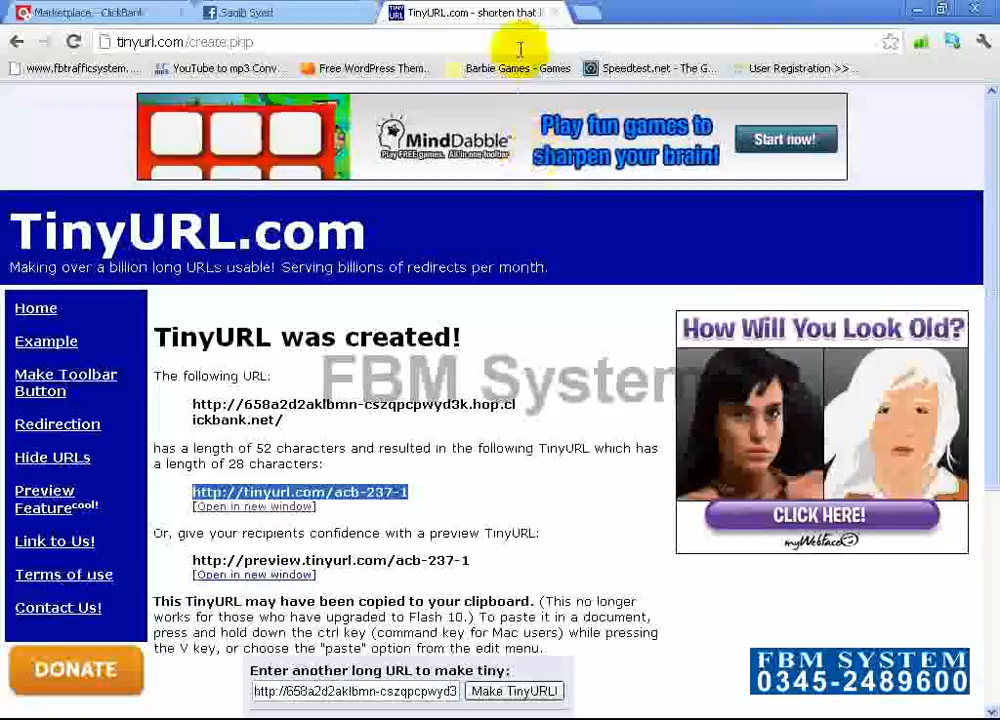 Marketplace - ClickBank
Saqib Syed
TinyURL.com - shorten that l
tinyurl.com/create.php
www.fbtrafficsystem....
YouTube to mp3 Conv...
Free WordPress Them...
Barbie Games - Games
Speedtest.net - The G...
User Registration >> ...
MindDabble
Play FREE games. All in one toolbar
Play fun games to
sharpen your brain!
Start now!
TinyURL.com
Making over a billion long URLs usable! Serving billions of redirects per month.
Home
Example
Make Toolbar
Button
Redirection
Hide URLs
Preview
Feature cool!
Link to Us!
Terms of use
Contact Us!
DONATE
TinyURL was created!
The following URL:
http://658a2d2aklbmn-cszqpcpwyd3k.hop.cl
ickbank.net/
has a length of 52 characters and resulted in the following TinyURL which has
a length of 28 characters:
http://tinyurl.com/acb-237-1
[Open in new window]
Or, give your recipients confidence with a preview TinyURL:
http://preview.tinyurl.com/acb-237-1
[Open in new window]
This TinyURL may have been copied to your clipboard. (This no longer
works for those who have upgraded to Flash 10.) To paste it in a document,
press and hold down the ctrl key (command key for Mac users) while pressing
the V key, or choose the "paste" option from the edit menu.
Enter another long URL to make tiny:
http://658a2d2aklbmn-cszqpcpwyd3
Make TinyURL!
FBM System
How Will You Look Old?
CLICK HERE!
myWebface
FBM SYSTEM
0345-2489600